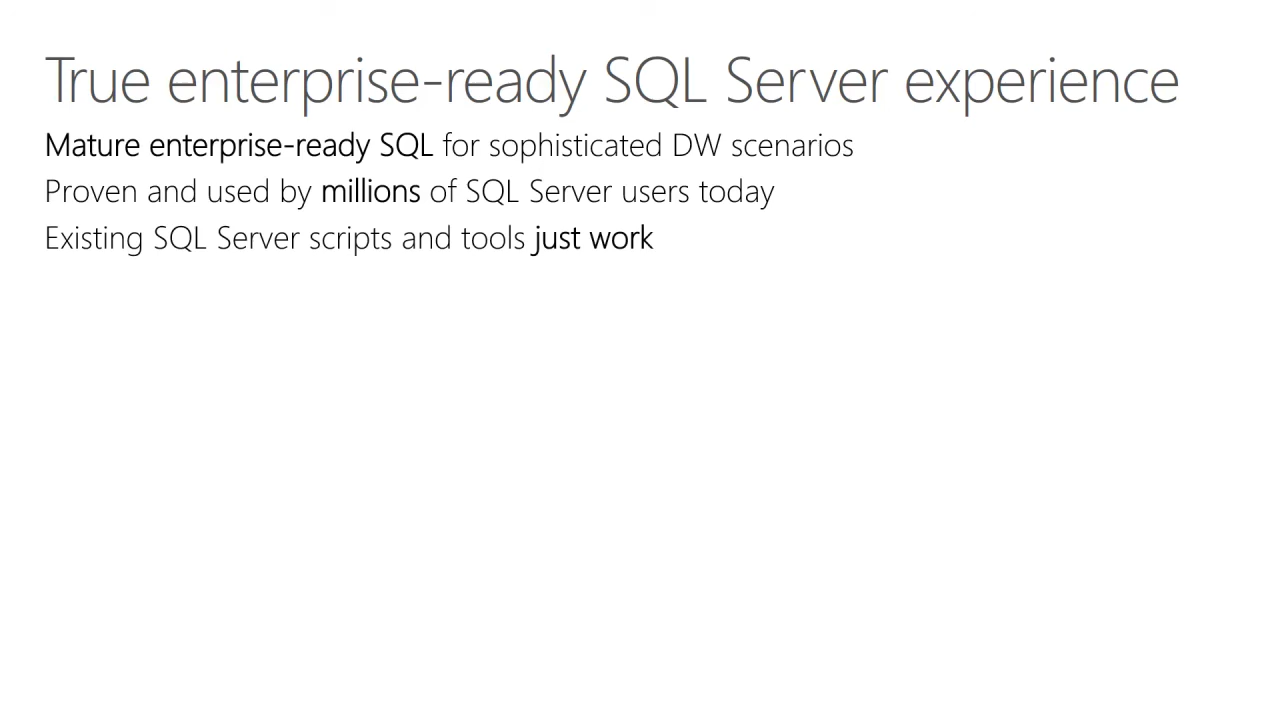 True enterprise-ready SQL Server experience
Mature enterprise-ready SQL for sophisticated DW scenarios
Proven and used by millions of SQL Server users today
Existing SQL Server scripts and tools just work